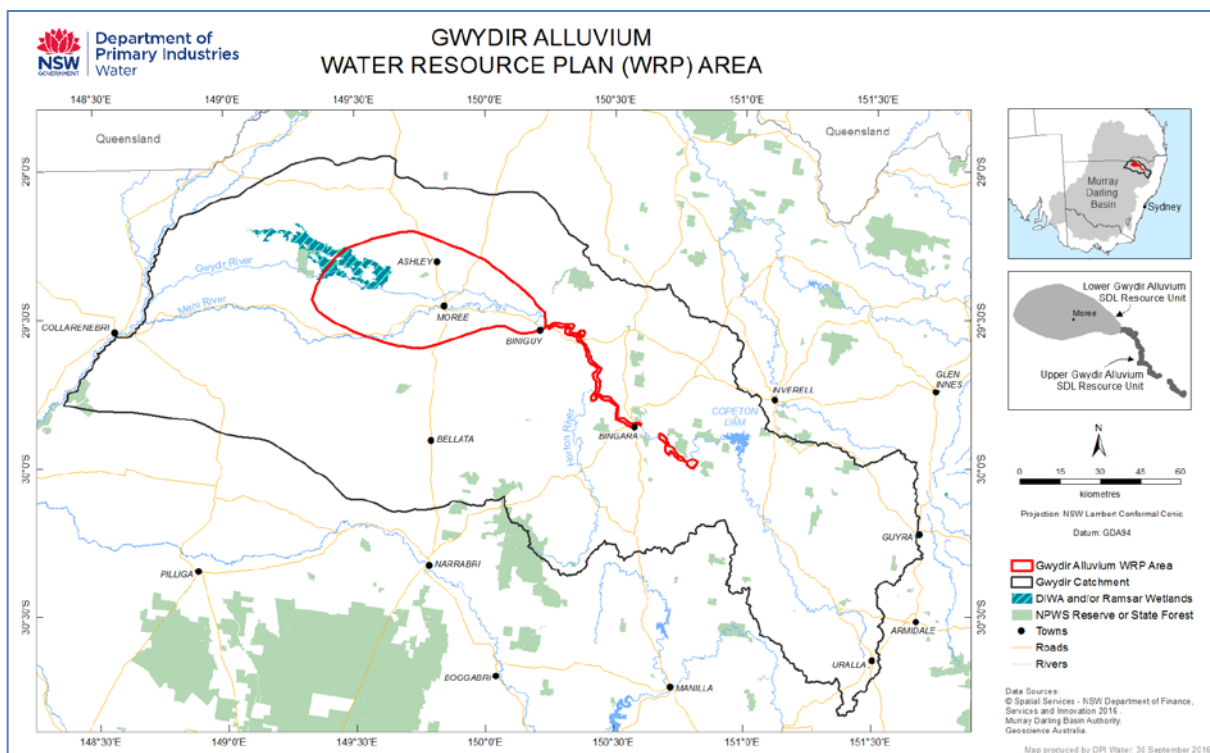 Department of
Primary Industries
Water
NSW
GOVERNMENT
GWYDIR ALLUVIUM
WATER RESOURCE PLAN (WRP) AREA
148°30'E
149°0'E
149°30'E
150°0'E
150°30'E
151°0'E
151°30'E
Queensland
Queensland
29°0'S
29°0'S
ASHLEY
Gwydir River
MOREE
Mehi River
COLLARENEBRI
BINIGUY
29°30'S
29°30'S
GLEN
INNES
INVERELL
COPETON
DAM
BINGARA
Horton River
BELLATA
30°0'S
30°0'S
GUYRA
NARRABRI
PILLIGA
30°30'S
30°30'S
ARMIDALE
URALLA
BOGGABRI
MANILLA
148°30'E
149°0'E
149°30'E
150°0'E
150°30'E
151°0'E
151°30'E
Murray
Darling
Basin
Sydney
Lower Gwydir Alluvium
SDL Resource Unit
Moree
Upper Gwydir Alluvium
SDL Resource Unit
N
0 15 30 45 60
kilometres
Projection: NSW Lambert Conformal Conic
Datum: GDA94
Gwydir Alluvium WRP Area
Gwydir Catchment
DIWA and/or Ramsar Wetlands
NPWS Reserve or State Forest
Towns
Roads
Rivers
Data Sources:
© Spatial Services - NSW Department of Finance,
Services and Innovation 2016 .
Murray Darling Basin Authority.
Geoscience Australia.
Map produced by DPI Water: 30 September 2016